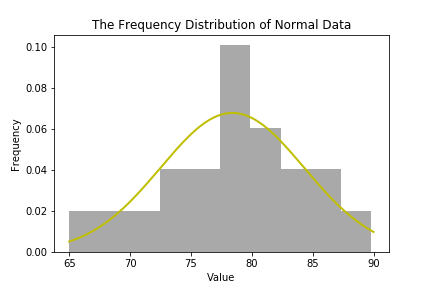 The Frequency Distribution of Normal Data
0.10
0.08
0.06
0.04
0.02
0.00
Frequency
65 70 75 80 85 90
Value